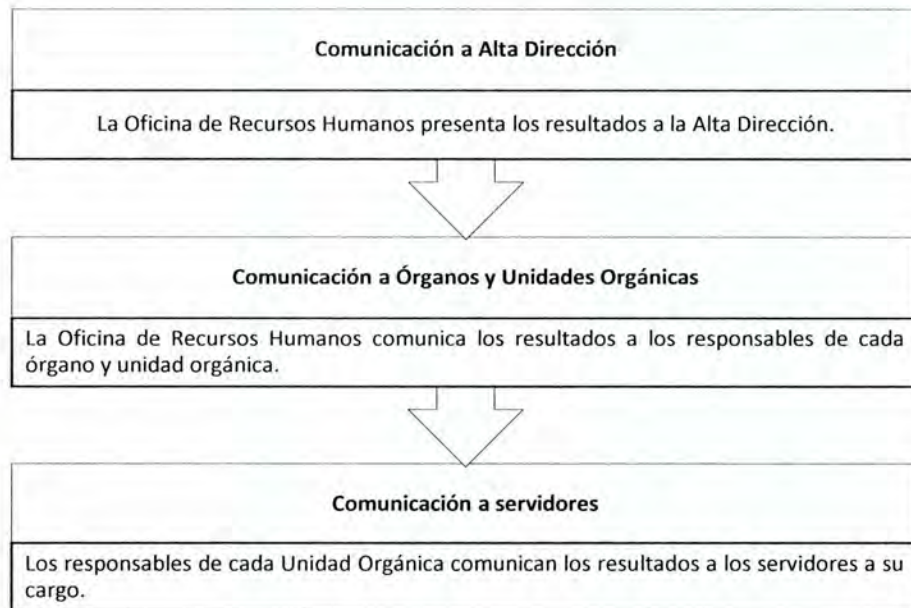 Comunicación a Alta Dirección
La Oficina de Recursos Humanos presenta los resultados a la Alta Dirección.
Comunicación a Órganos y Unidades Orgánicas
La Oficina de Recursos Humanos comunica los resultados a los responsables de cada
órgano y unidad orgánica.
Comunicación a servidores
Los responsables de cada Unidad Orgánica comunican los resultados a los servidores a su
cargo.